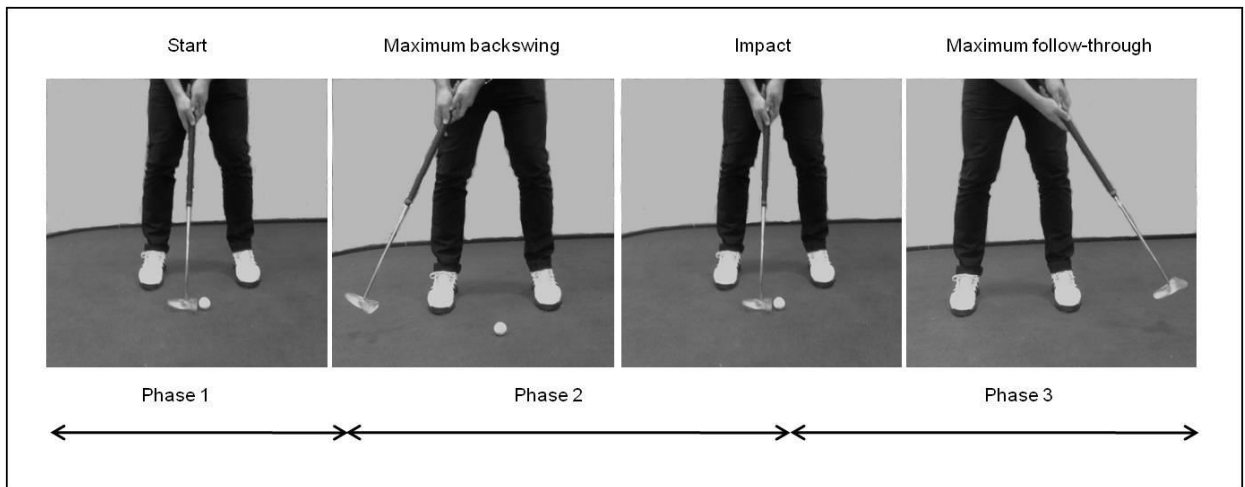 Start Maximum backswing Impact Maximum follow-through
Phase 1 Phase 2 Phase 3